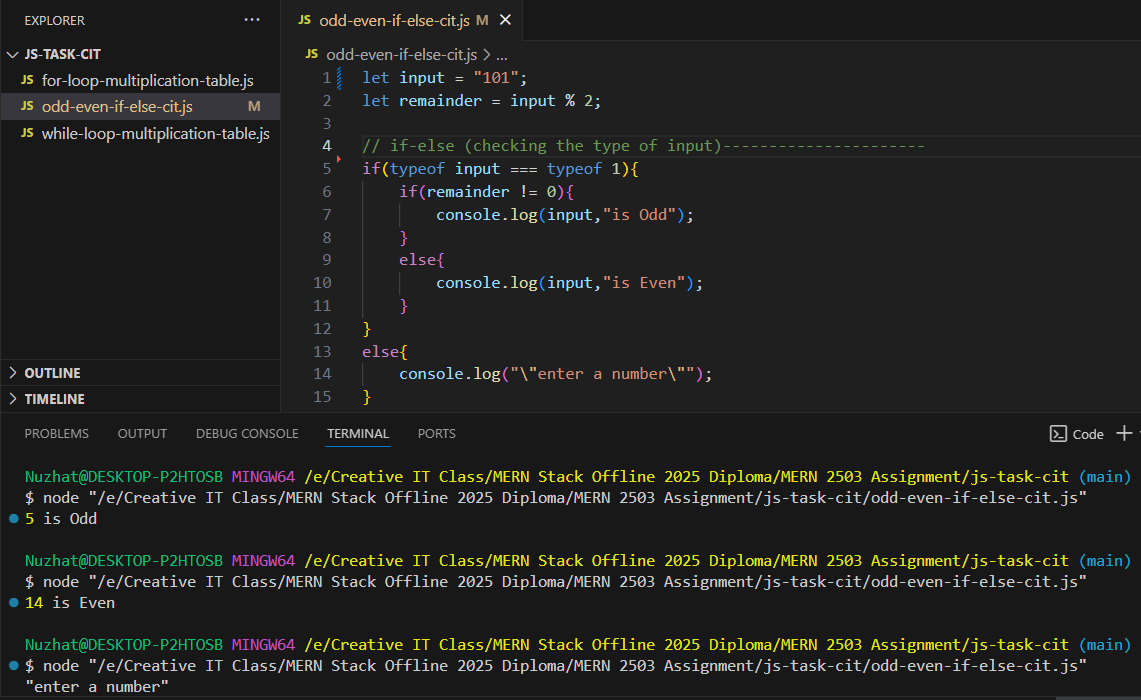 EXPLORER ...
JS odd-even-if-else-cit.js M ×
JS-TASK-CIT
JS for-loop-multiplication-table.js
JS odd-even-if-else-cit.js M
JS while-loop-multiplication-table.js
OUTLINE
TIMELINE
JS odd-even-if-else-cit.js > ...
1 let input = "101";
2 let remainder = input % 2;
3
4 // if-else (checking the type of input)----------------------
5 if(typeof input === typeof 1){
6 if(remainder != 0){
7 console.log(input,"is Odd");
8 }
9 else{
10 console.log(input,"is Even");
11 }
12 }
13 else{
14 console.log("\"enter a number\"");
15 }
PROBLEMS OUTPUT DEBUG CONSOLE TERMINAL PORTS Code +
Nuzhat@DESKTOP-P2HTOSB MINGW64 /e/Creative IT Class/MERN Stack Offline 2025 Diploma/MERN 2503 Assignment/js-task-cit (main)
$ node "/e/Creative IT Class/MERN Stack Offline 2025 Diploma/MERN 2503 Assignment/js-task-cit/odd-even-if-else-cit.js"
5 is Odd
Nuzhat@DESKTOP-P2HTOSB MINGW64 /e/Creative IT Class/MERN Stack Offline 2025 Diploma/MERN 2503 Assignment/js-task-cit (main)
$ node "/e/Creative IT Class/MERN Stack Offline 2025 Diploma/MERN 2503 Assignment/js-task-cit/odd-even-if-else-cit.js"
14 is Even
Nuzhat@DESKTOP-P2HTOSB MINGW64 /e/Creative IT Class/MERN Stack Offline 2025 Diploma/MERN 2503 Assignment/js-task-cit (main)
$ node "/e/Creative IT Class/MERN Stack Offline 2025 Diploma/MERN 2503 Assignment/js-task-cit/odd-even-if-else-cit.js"
"enter a number"